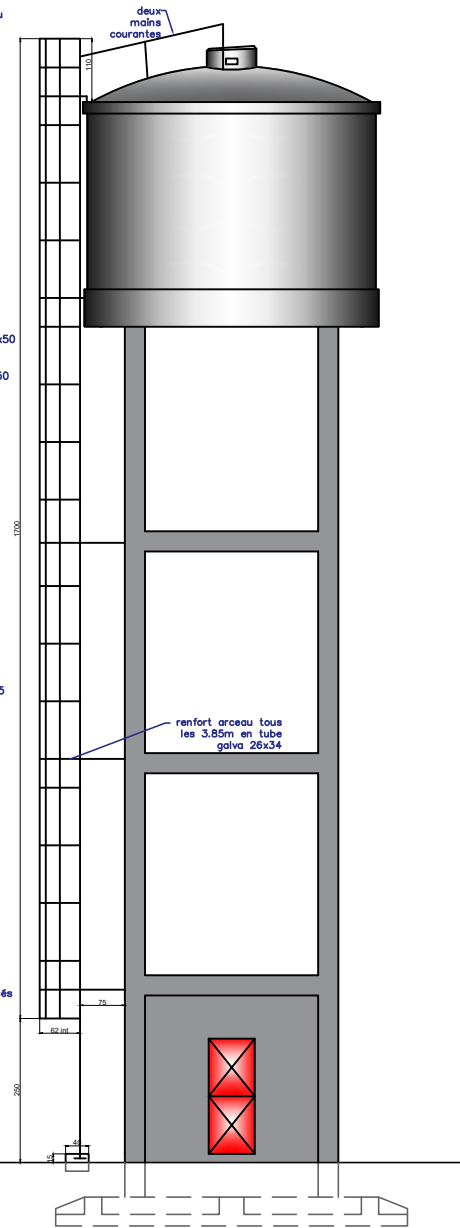 u
deux
mains
courantes
110
x50
50
1700
5
renfort arceau tous
les 3.85m en tube
galva 26x34
és
75
62 int
250
40
15